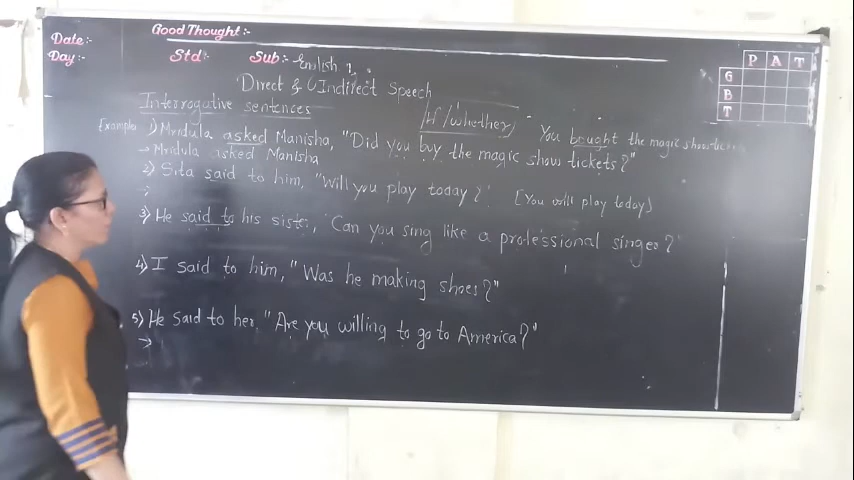 Good Thought:-
Date:-
Day:-
Std:-
Sub:- English
P A T
G
B
T
Direct & Indirect Speech
Interrogative sentences
If/whether
Example 1) Mridula asked Manisha, "Did you buy the magic show tickets?"
You bought the magic show
→ Mridula asked Manisha
2) Sita said to him, "Will you play today?" [You will play today]
3) He said to his sister, "Can you sing like a professional singer?
4) I said to him, "Was he making shoes?"
5) He said to her, "Are you willing to go to America?"
→